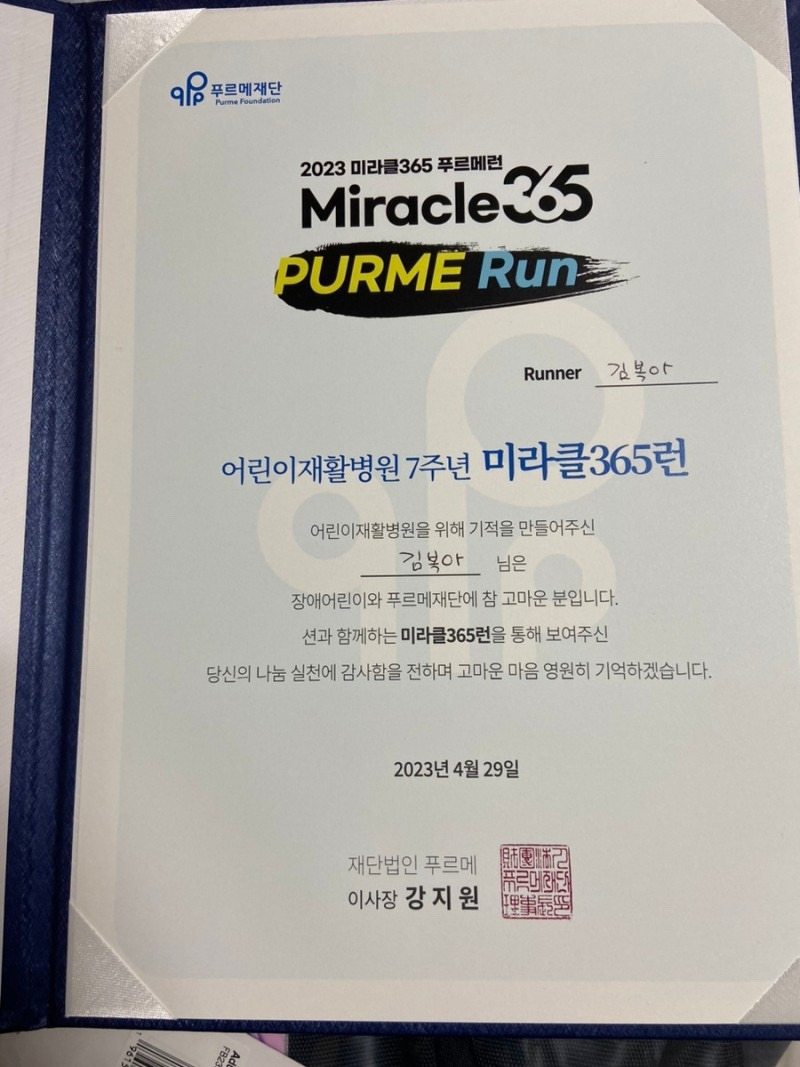 푸르메재단
Purme Foundation
2023 미라클365 푸르메런
Miracle365
PURME Run
Runner 김복아
어린이재활병원 7주년 미라클365런
어린이재활병원을 위해 기적을 만들어주신
김복아 님은
장애어린이와 푸르메재단에 참 고마운 분입니다.
션과 함께하는 미라클365런을 통해 보여주신
당신의 나눔 실천에 감사함을 전하며 고마운 마음 영원히 기억하겠습니다.
2023년 4월 29일
재단법인 푸르메
이사장 강지원